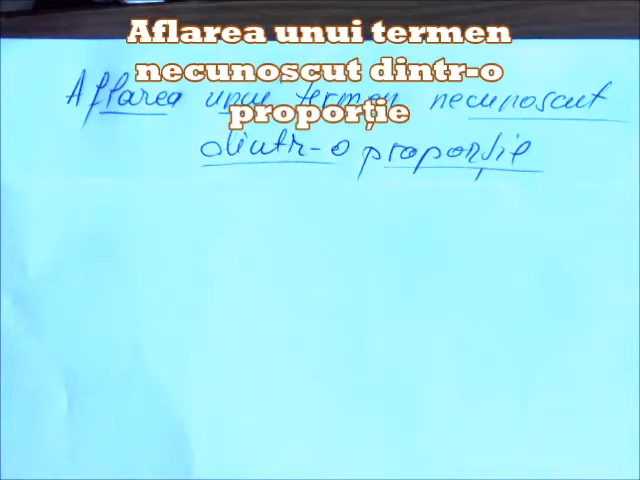 Aflarea unui termen
necunoscut dintr-o
proporție
Aflarea unui termen necunoscut
dintr-o proporție